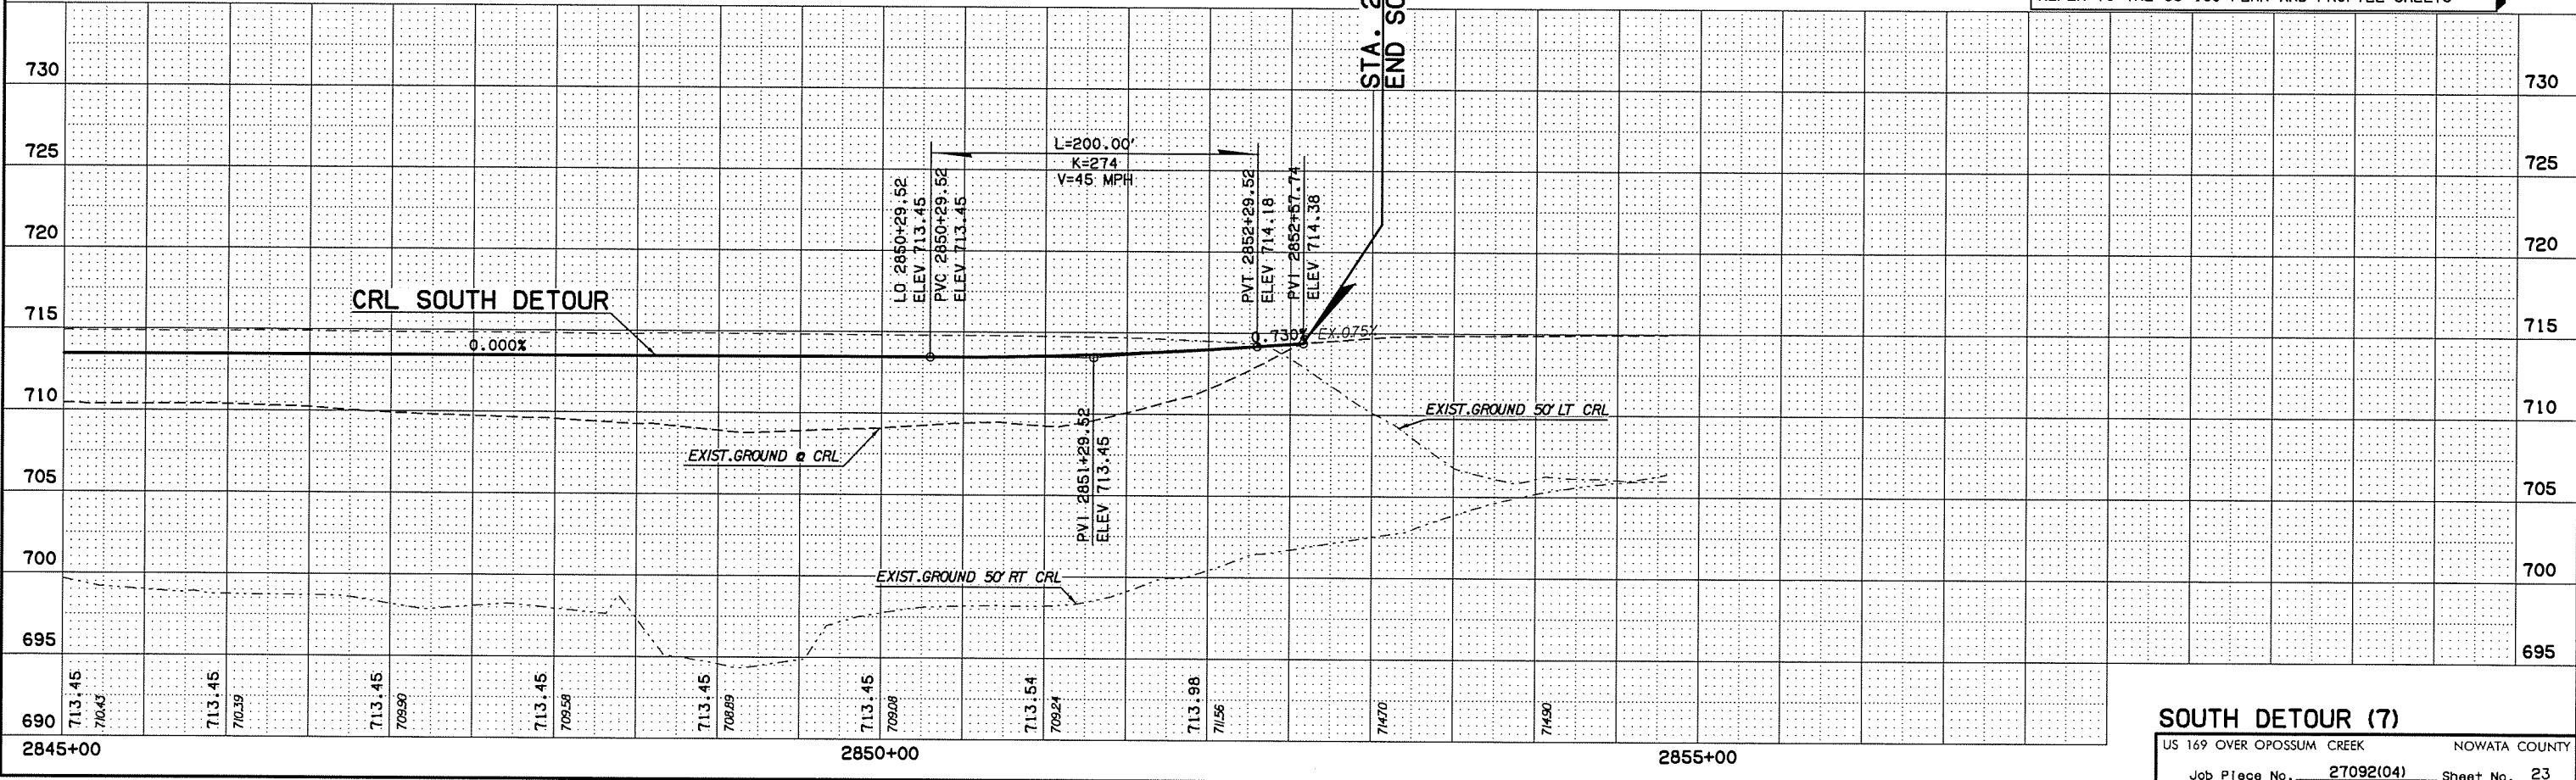 730
725
720
715
710
705
700
695
690
STA.
END
L=200.00'
K=274
V=45 MPH
LO 2850+29.52
ELEV 713.45
PVC 2850+29.52
ELEV 713.45
PVT 2852+29.52
ELEV 714.18
PVI 2852+57.74
ELEV 714.38
CRL SOUTH DETOUR
0.000%
0.730%
EX.075%
EXIST.GROUND 50' LT CRL
EXIST.GROUND @ CRL
PVI 2851+29.52
ELEV 713.45
EXIST.GROUND 50' RT CRL
730
725
720
715
710
705
700
695
713.45
710.43
713.45
710.39
713.45
709.90
713.45
709.58
713.45
708.89
713.45
709.08
713.54
709.24
713.98
711.56
714.70
714.90
2845+00
2850+00
2855+00
SOUTH DETOUR (7)
US 169 OVER OPOSSUM CREEK NOWATA COUNTY
Job Piece No. 27092(04) Sheet No. 23